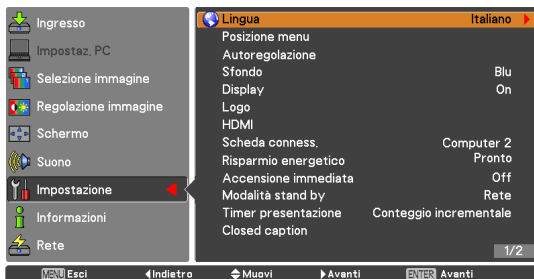 Ingresso
Impostaz. PC
Selezione immagine
Regolazione immagine
Schermo
Suono
Impostazione
Informazioni
Rete
Lingua Italiano
Posizione menu
Autoregolazione
Sfondo Blu
Display On
Logo
HDMI
Scheda conness. Computer 2
Risparmio energetico Pronto
Accensione immediata Off
Modalità stand by Rete
Timer presentazione Conteggio incrementale
Closed caption
1/2
MENU Esci Indietro Muovi Avanti ENTER Avanti